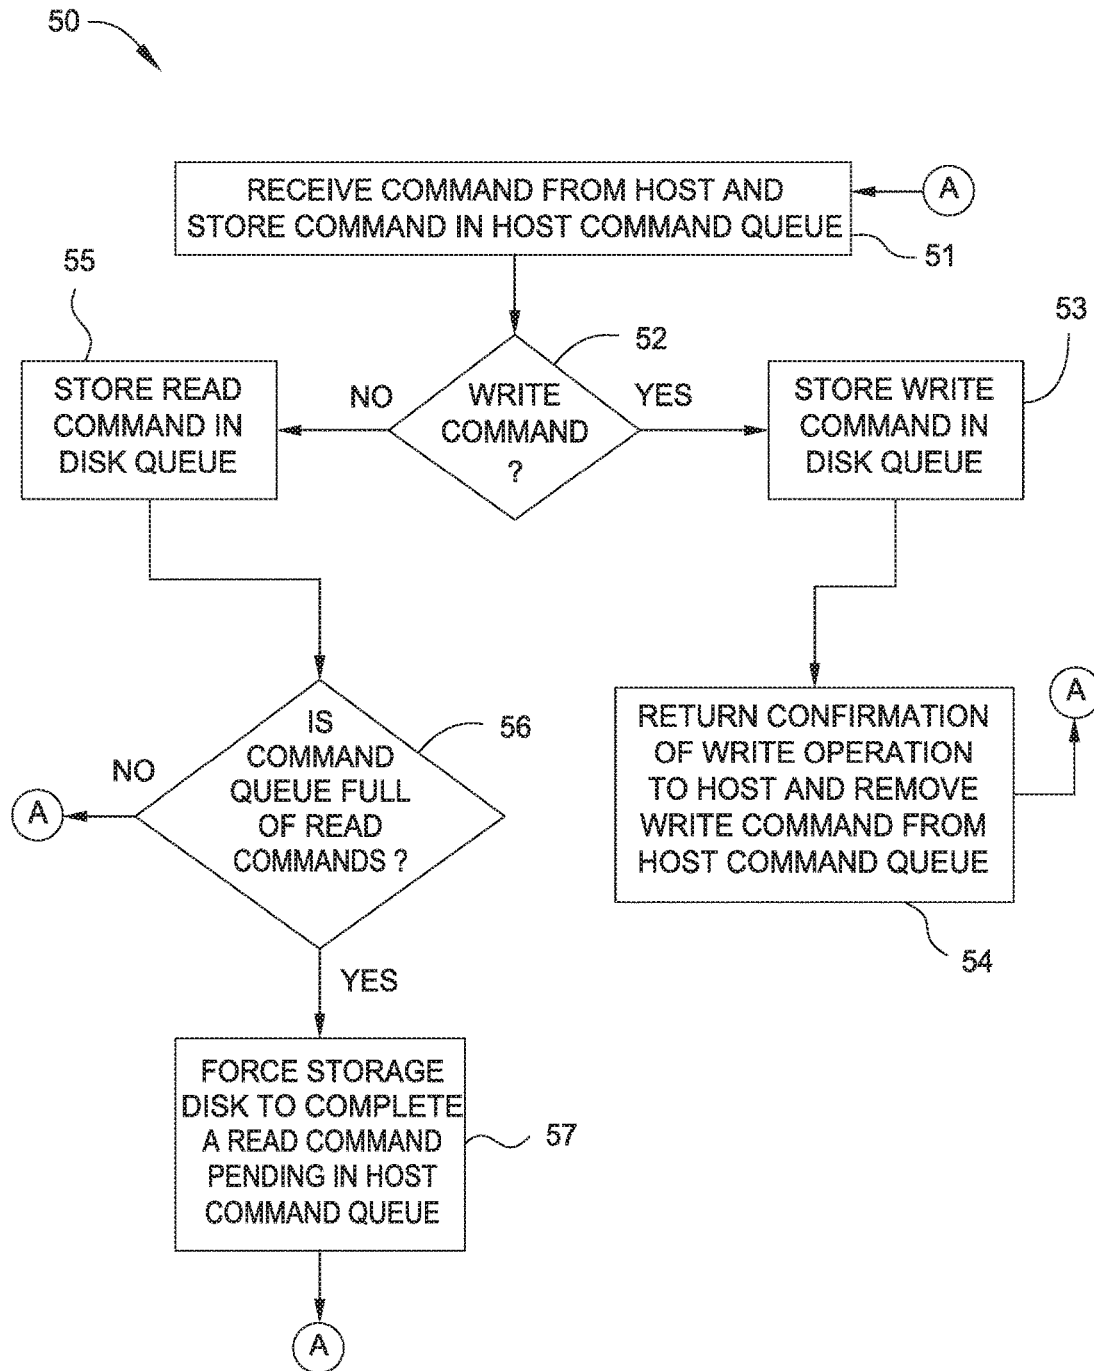 50
RECEIVE COMMAND FROM HOST AND
STORE COMMAND IN HOST COMMAND QUEUE
A
51
55
52
53
STORE READ
COMMAND IN
DISK QUEUE
NO
WRITE
COMMAND
?
YES
STORE WRITE
COMMAND IN
DISK QUEUE
IS
COMMAND
QUEUE FULL
OF READ
COMMANDS ?
56
NO
A
YES
RETURN CONFIRMATION
OF WRITE OPERATION
TO HOST AND REMOVE
WRITE COMMAND FROM
HOST COMMAND QUEUE
A
54
FORCE STORAGE
DISK TO COMPLETE
A READ COMMAND
PENDING IN HOST
COMMAND QUEUE
57
A